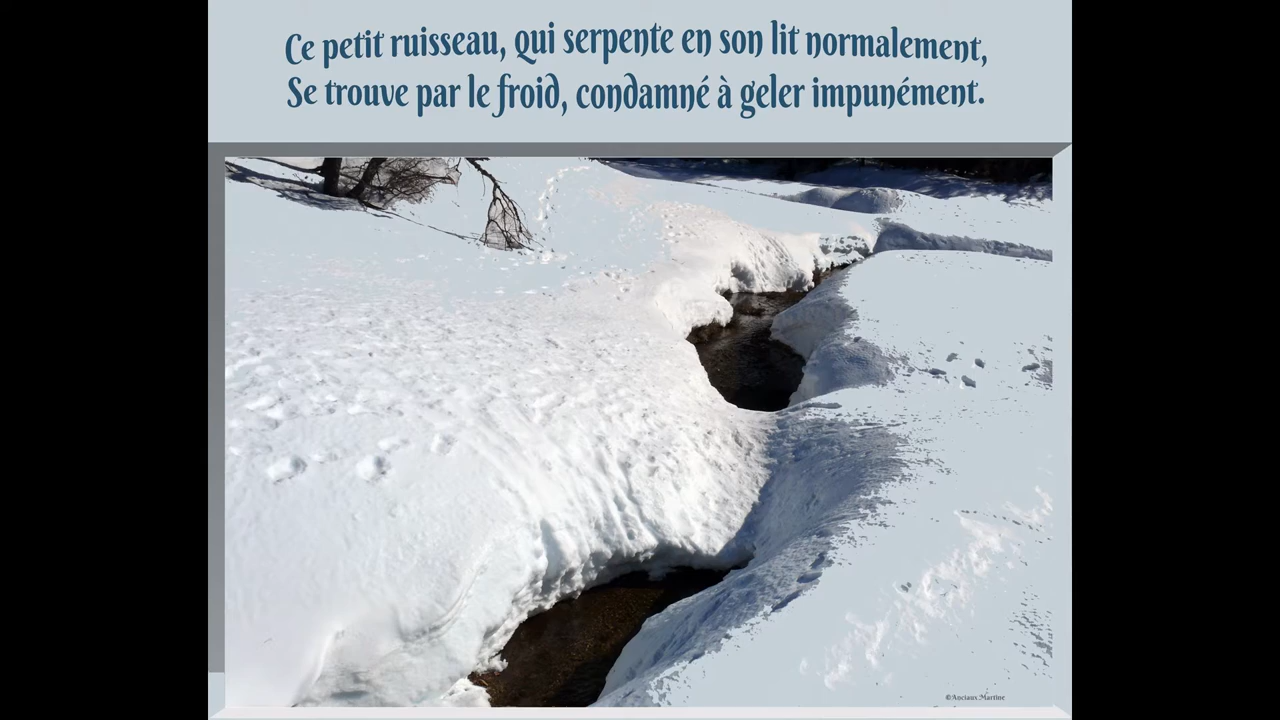 Ce petit ruisseau, qui serpente en son lit normalement,
Se trouve par le froid, condamné à geler impunément.
©Anciaux Martine